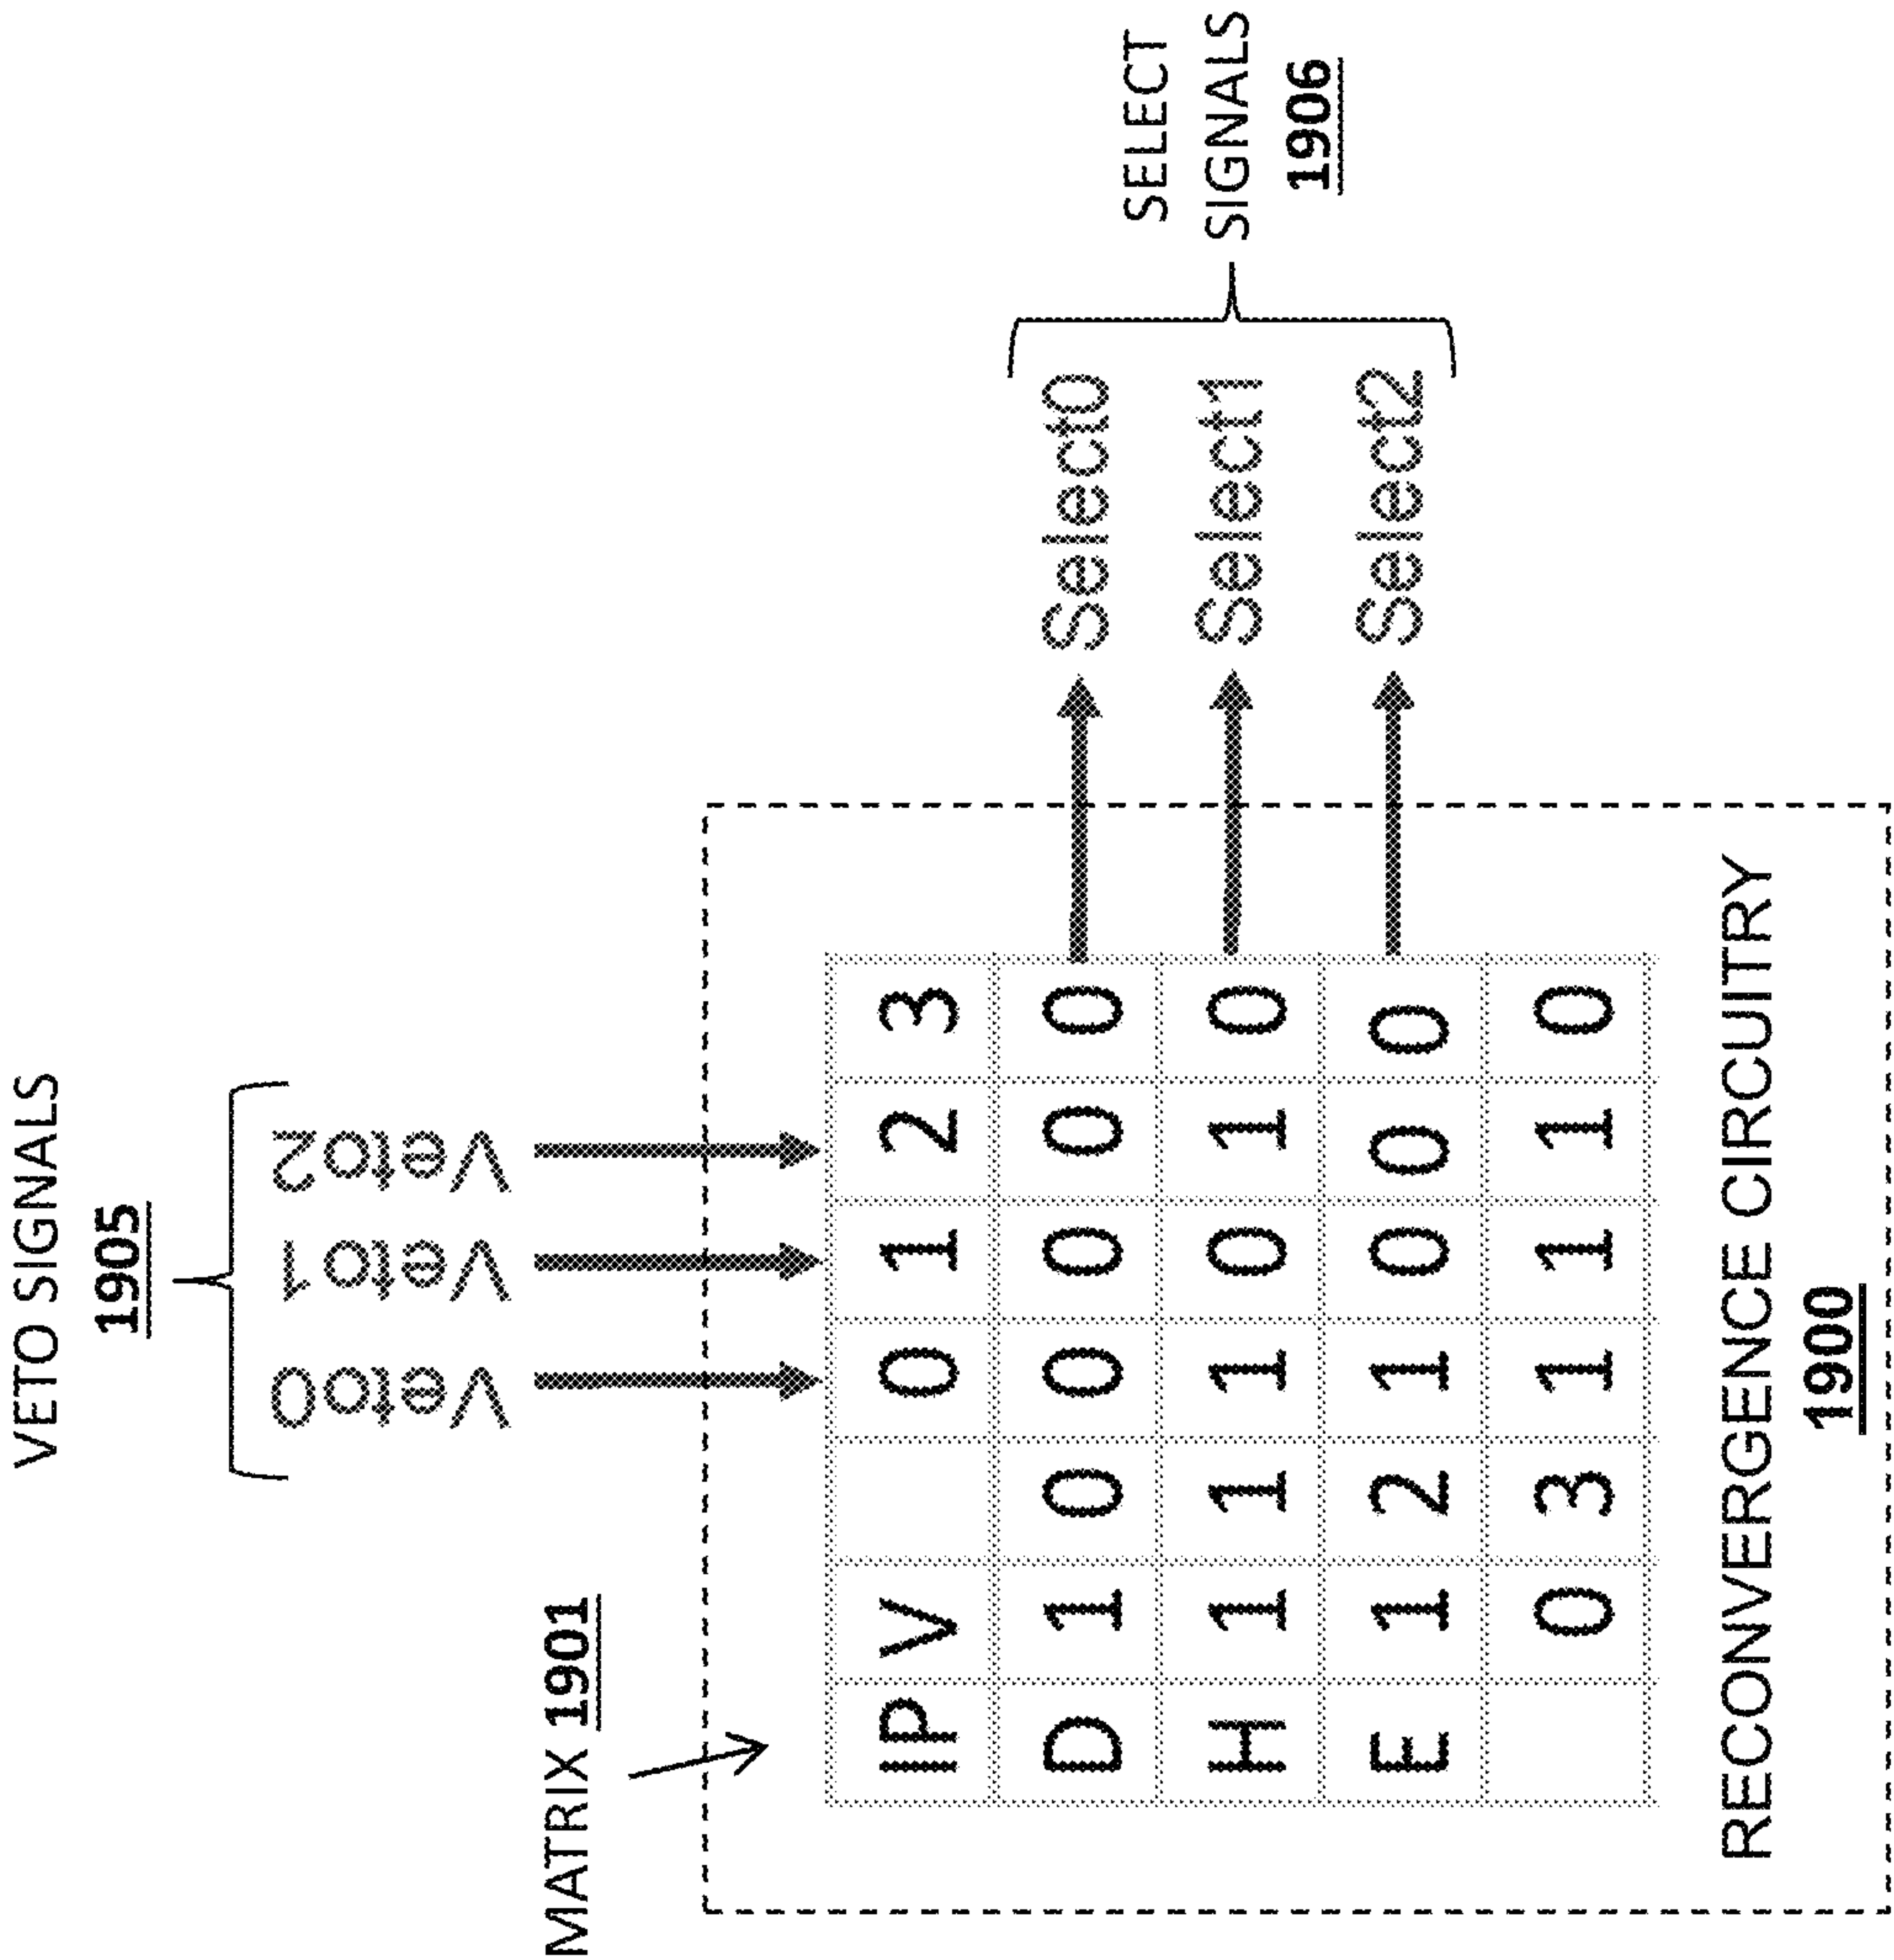 VETO SIGNALS
1905
Veto0
Veto1
Veto2
MATRIX 1901
IP V 0 1 2 3
D 1 0 0 0 0 0
H 1 1 1 0 1 0
E 1 2 1 0 0 0
0 3 1 1 1 0
Select0
Select1
Select2
SELECT
SIGNALS
1906
RECONVERGENCE CIRCUITRY
1900